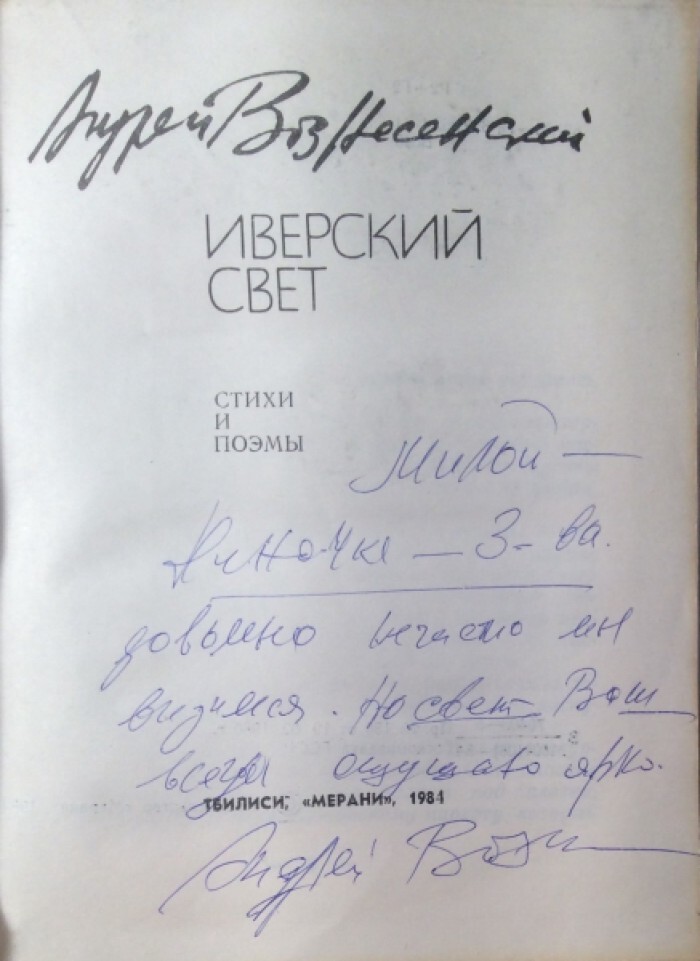 Андрей Вознесенский
ИВЕРСКИЙ
СВЕТ
СТИХИ
И
ПОЭМЫ
Милой —
Ниночке — З-ва.
довольно нечасто мы
видимся. Но свет Ваш
всегда ощущаю ярко.
ТБИЛИСИ, «МЕРАНИ», 1984
Андрей Возн